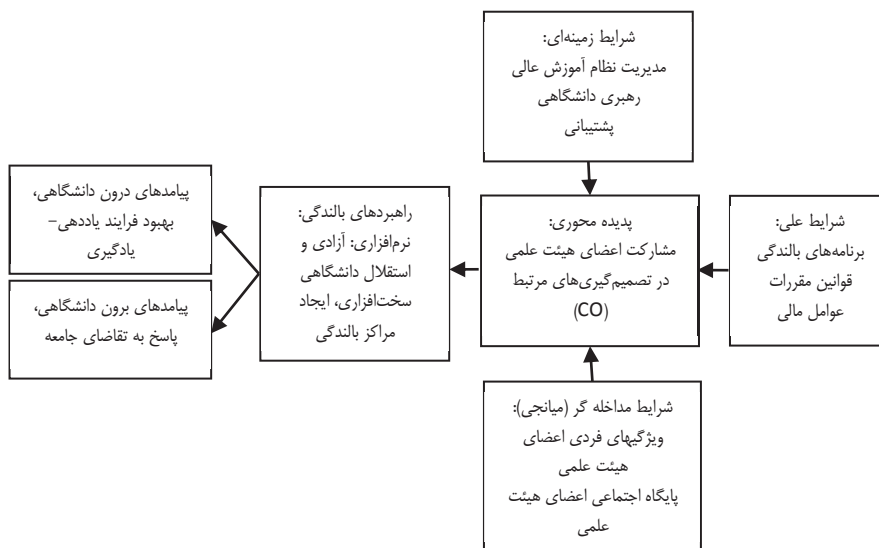 شرایط زمینه‌ای:
مدیریت نظام آموزش عالی
رهبری دانشگاهی
پشتیبانی
شرایط علی:
برنامه‌های بالندگی
قوانین مقررات
عوامل مالی
پدیده محوری:
مشارکت اعضای هیئت علمی
در تصمیم‌گیری‌های مرتبط
(CO)
راهبردهای بالندگی:
نرم‌افزاری: آزادی و
استقلال دانشگاهی
سخت‌افزاری، ایجاد
مراکز بالندگی
پیامدهای درون دانشگاهی،
بهبود فرایند یاددهی–
یادگیری
پیامدهای برون دانشگاهی،
پاسخ به تقاضای جامعه
شرایط مداخله گر (میانجی):
ویژگیهای فردی اعضای
هیئت علمی
پایگاه اجتماعی اعضای هیئت
علمی